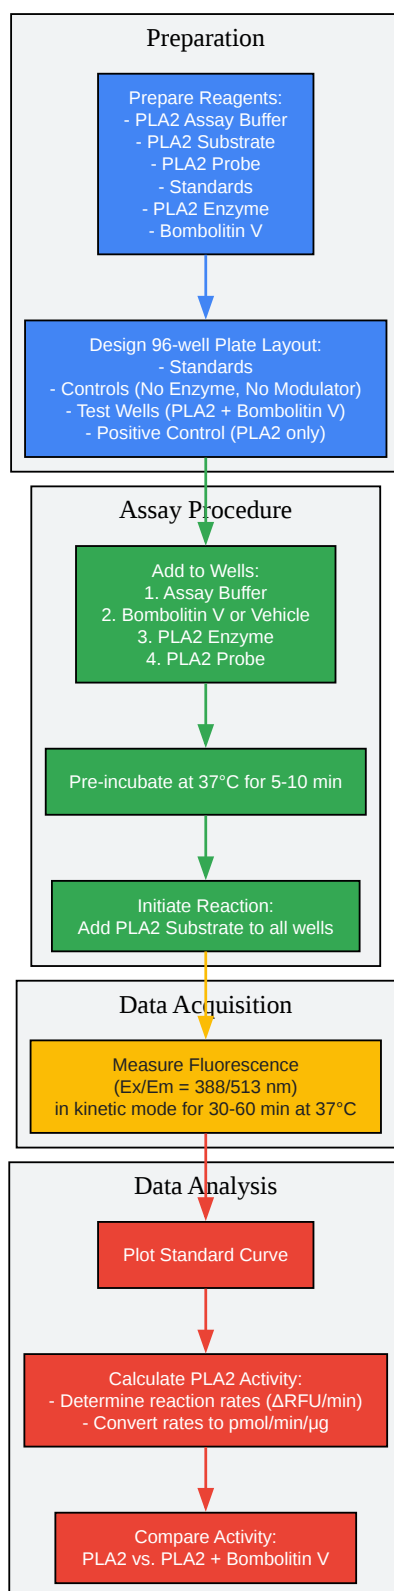 Preparation
Prepare Reagents:
- PLA2 Assay Buffer
- PLA2 Substrate
- PLA2 Probe
- Standards
- PLA2 Enzyme
- Bombolitin V
Design 96-well Plate Layout:
- Standards
- Controls (No Enzyme, No Modulator)
- Test Wells (PLA2 + Bombolitin V)
- Positive Control (PLA2 only)
Assay Procedure
Add to Wells:
1. Assay Buffer
2. Bombolitin V or Vehicle
3. PLA2 Enzyme
4. PLA2 Probe
Pre-incubate at 37°C for 5-10 min
Initiate Reaction:
Add PLA2 Substrate to all wells
Data Acquisition
Measure Fluorescence
(Ex/Em = 388/513 nm)
in kinetic mode for 30-60 min at 37°C
Data Analysis
Plot Standard Curve
Calculate PLA2 Activity:
- Determine reaction rates (ΔRFU/min)
- Convert rates to pmol/min/μg
Compare Activity:
PLA2 vs. PLA2 + Bombolitin V